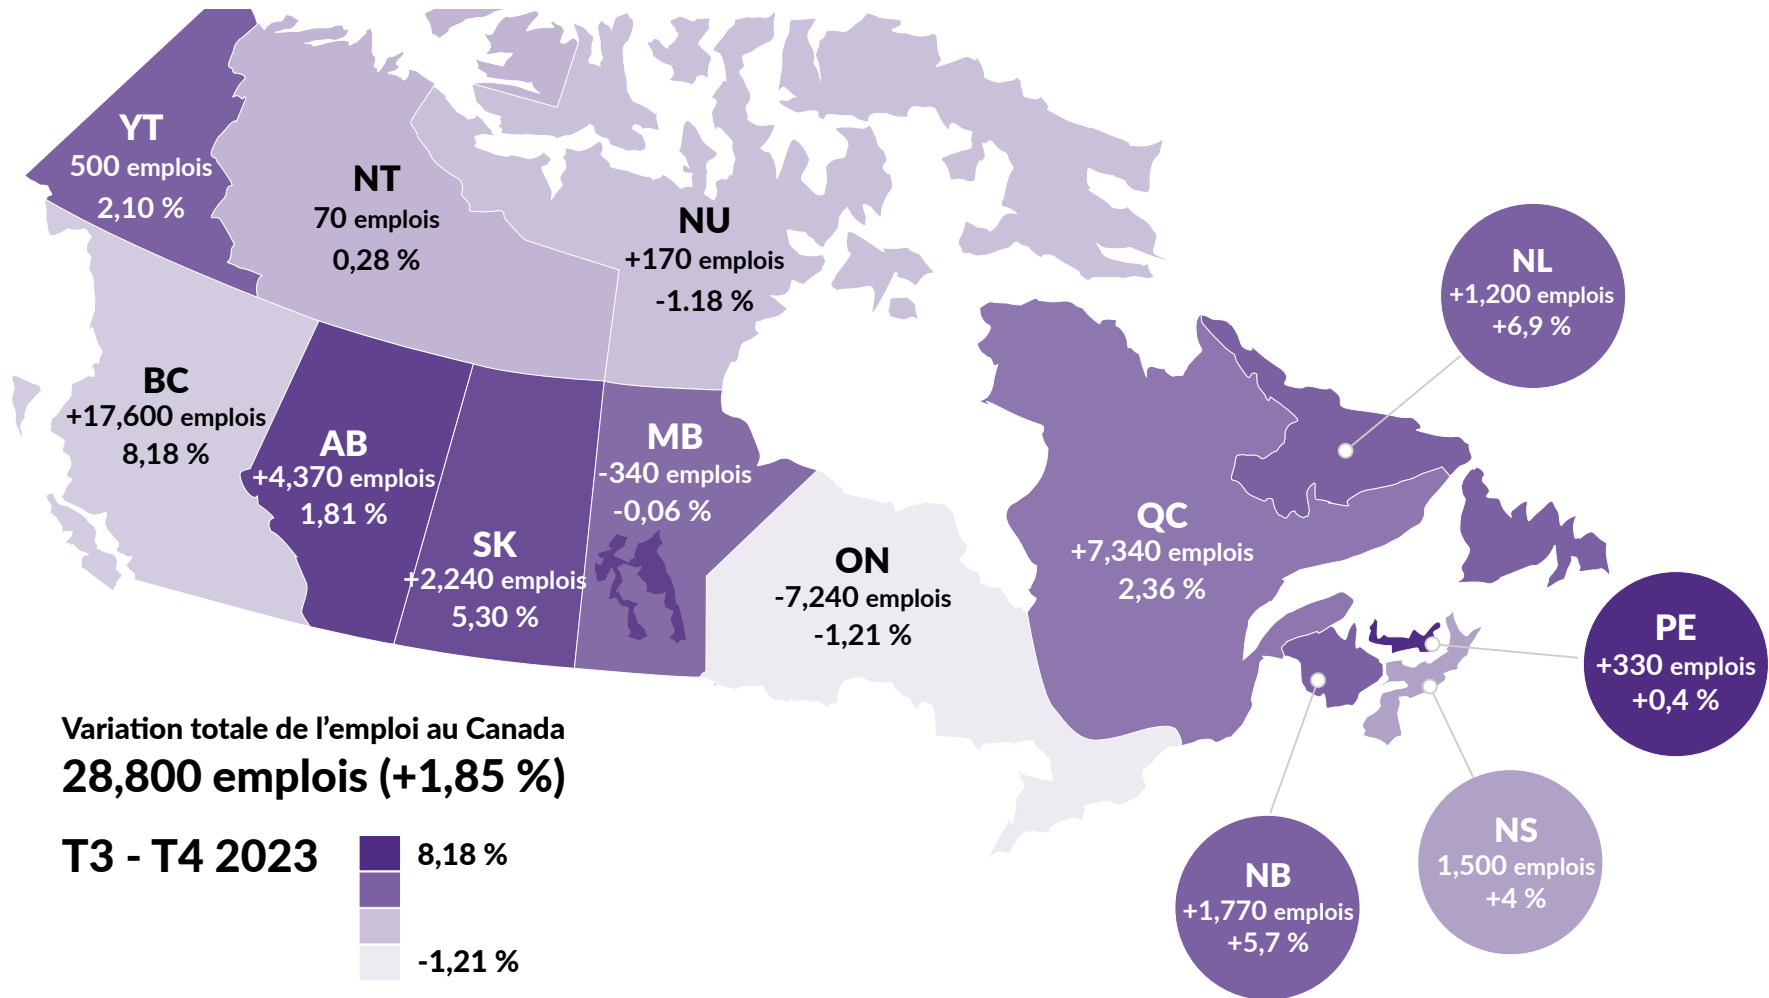 YT
500 emplois
2,10 %
NT
70 emplois
0,28 %
NU
+170 emplois
-1.18 %
NL
+1,200 emplois
+6,9 %
BC
+17,600 emplois
8,18 %
AB
+4,370 emplois
1,81 %
SK
+2,240 emplois
5,30 %
MB
-340 emplois
-0,06 %
ON
-7,240 emplois
-1,21 %
QC
+7,340 emplois
2,36 %
PE
+330 emplois
+0,4 %
NS
1,500 emplois
+4 %
NB
+1,770 emplois
+5,7 %
Variation totale de l’emploi au Canada
28,800 emplois (+1,85 %)
T3 - T4 2023
8,18 %
-1,21 %